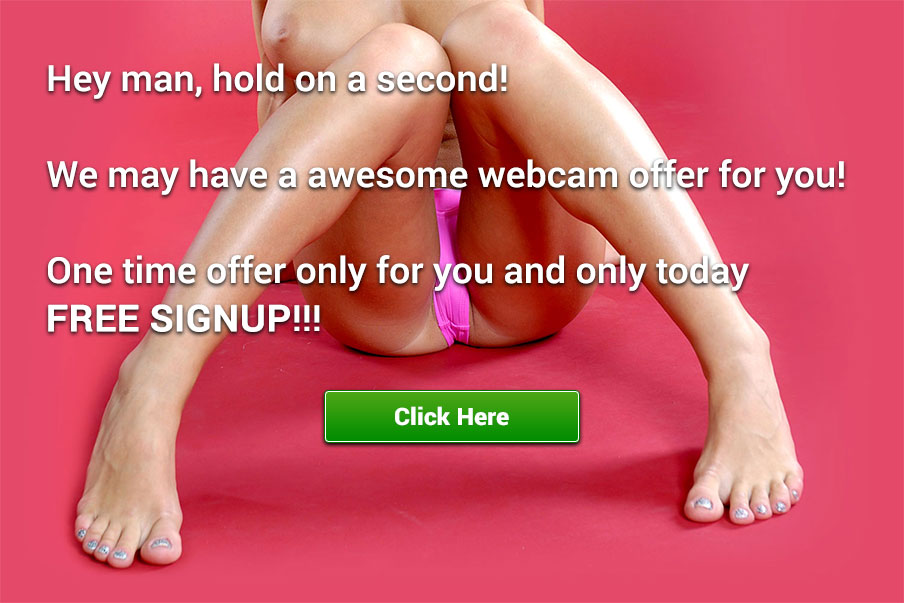 Hey man, hold on a second!
We may have a awesome webcam offer for you!
One time offer only for you and only today
FREE SIGNUP!!!
Click Here